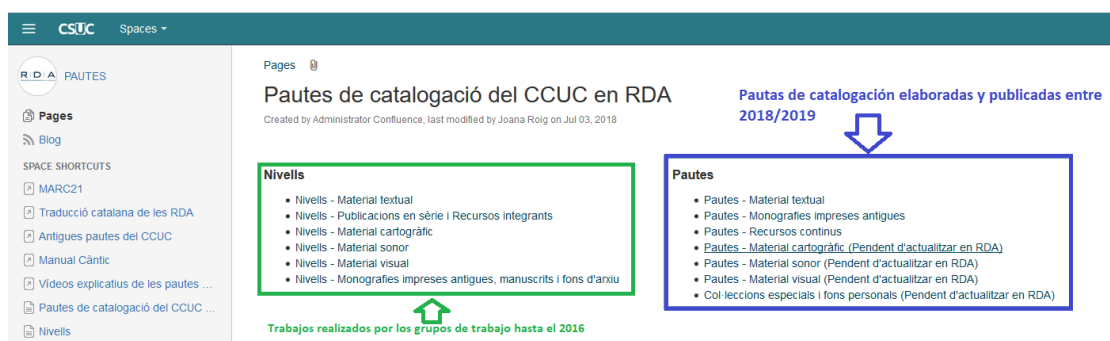 CSUC Spaces
RDA PAUTES
Pages
Blog
SPACE SHORTCUTS
MARC21
Traducció catalana de les RDA
Antigues pautes del CCUC
Manual Càntic
Vídeos explicatius de les pautes ...
Pautes de catalogació del CCUC ...
Nivells
Pages
Pautes de catalogació del CCUC en RDA
Created by Administrator Confluence, last modified by Joana Roig on Jul 03, 2018
Pautas de catalogación elaboradas y publicadas entre
2018/2019
Nivells
• Nivells - Material textual
• Nivells - Publicacions en sèrie i Recursos integrants
• Nivells - Material cartogràfic
• Nivells - Material sonor
• Nivells - Material visual
• Nivells - Monografies impreses antigues, manuscrits i fons d'arxiu
Trabajos realizados por los grupos de trabajo hasta el 2016
Pautes
• Pautes - Material textual
• Pautes - Monografies impreses antigues
• Pautes - Recursos continus
• Pautes - Material cartogràfic (Pendent d'actualitzar en RDA)
• Pautes - Material sonor (Pendent d'actualitzar en RDA)
• Pautes - Material visual (Pendent d'actualitzar en RDA)
• Col·leccions especials i fons personals (Pendent d'actualitzar en RDA)